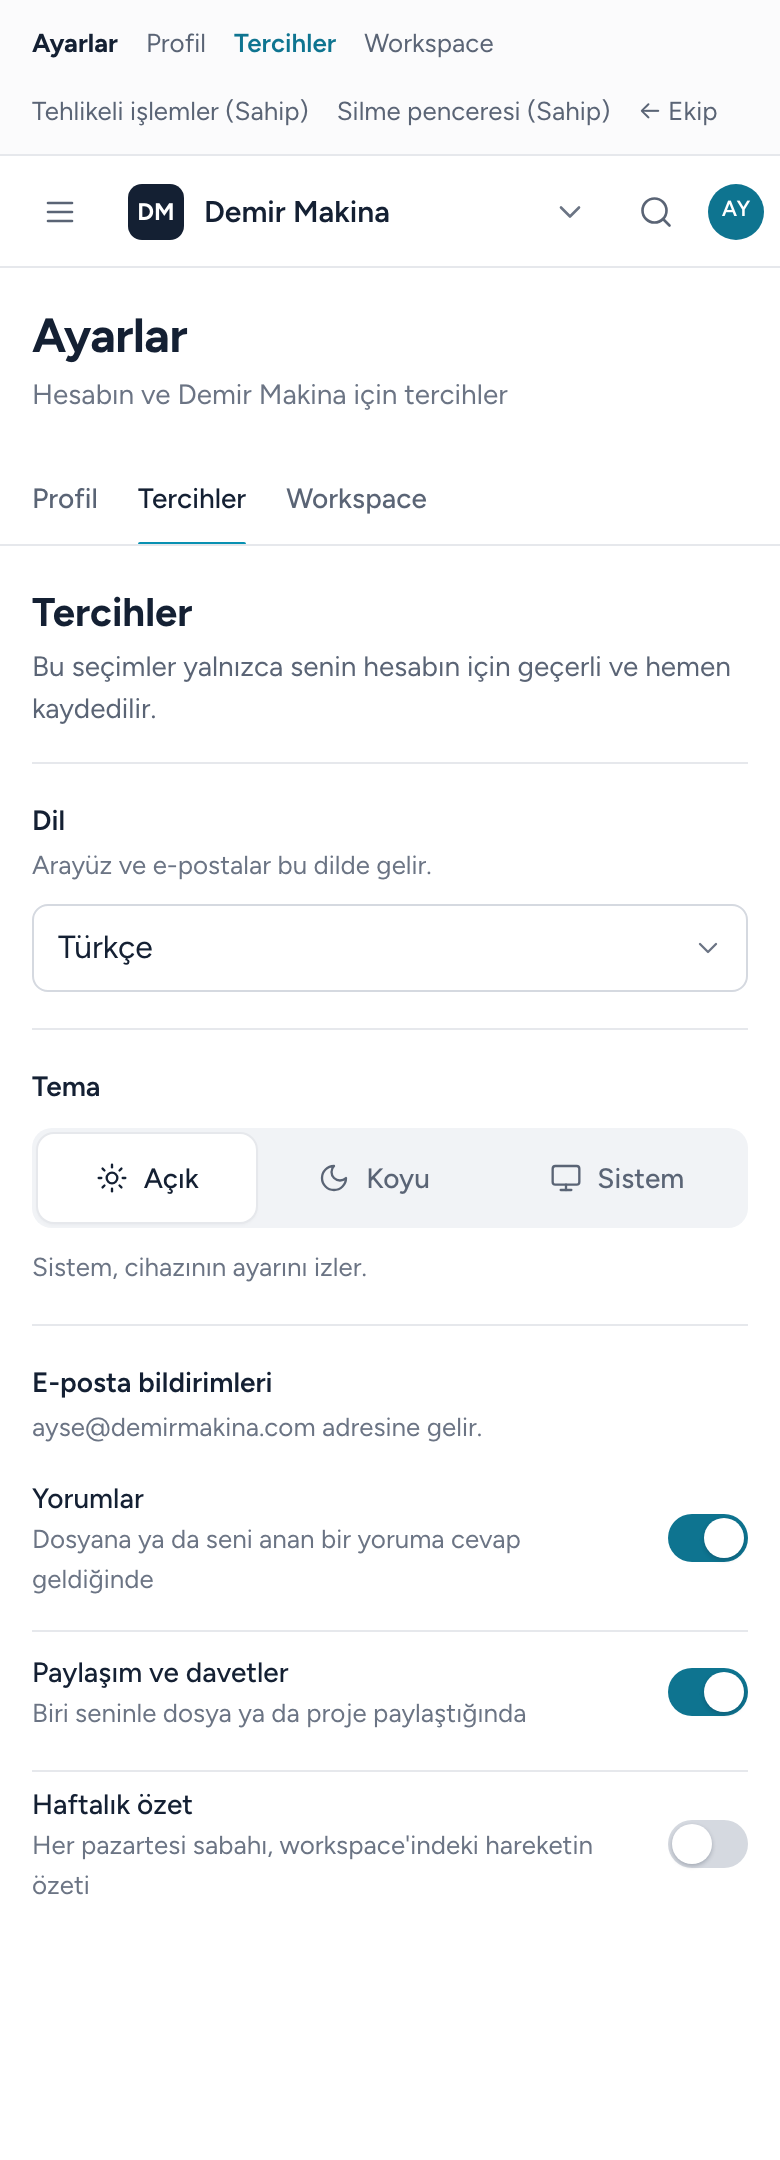 Ayarlar Profil Tercihler Workspace
Tehlikeli işlemler (Sahip) Silme penceresi (Sahip) ← Ekip
DM Demir Makina AY
Ayarlar
Hesabın ve Demir Makina için tercihler
Profil Tercihler Workspace
Tercihler
Bu seçimler yalnızca senin hesabın için geçerli ve hemen
kaydedilir.
Dil
Arayüz ve e-postalar bu dilde gelir.
Türkçe
Tema
Açık Koyu Sistem
Sistem, cihazının ayarını izler.
E-posta bildirimleri
ayse@demirmakina.com adresine gelir.
Yorumlar
Dosyana ya da seni anan bir yoruma cevap
geldiğinde
Paylaşım ve davetler
Biri seninle dosya ya da proje paylaştığında
Haftalık özet
Her pazartesi sabahı, workspace'indeki hareketin
özeti